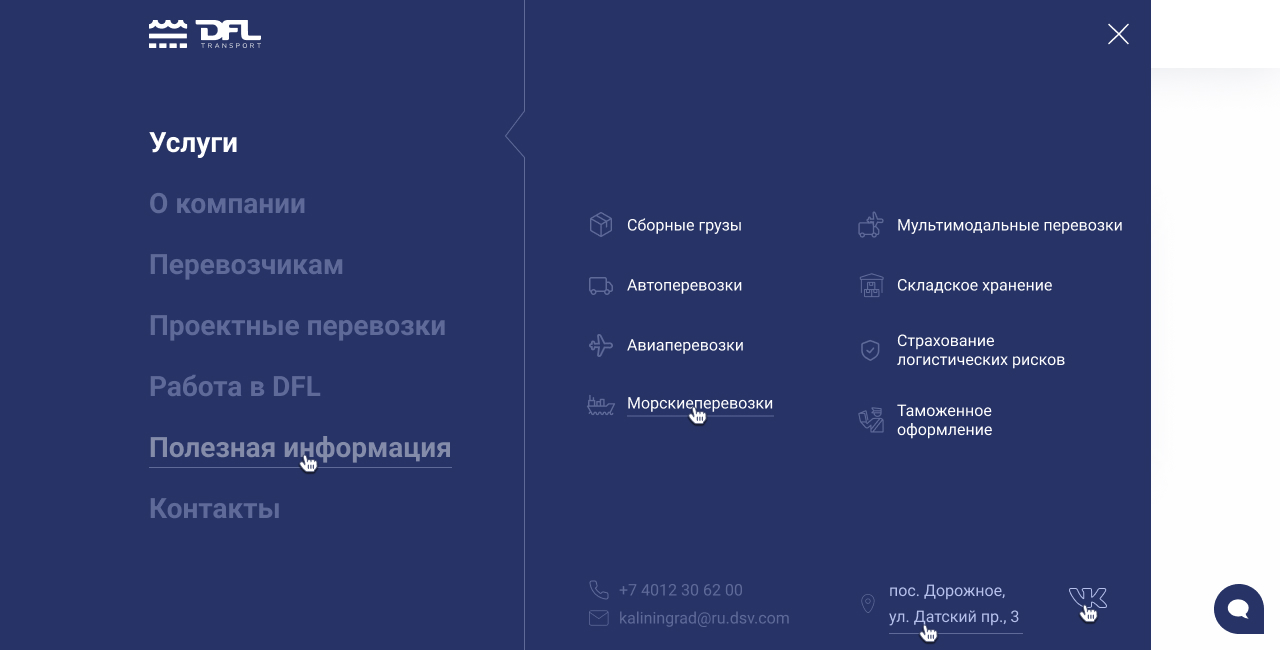 DFL
TRANSPORT
Услуги
О компании
Перевозчикам
Проектные перевозки
Работа в DFL
Полезная информация
Контакты
Сборные грузы
Автоперевозки
Авиаперевозки
Морскиеперевозки
Мультимодальные перевозки
Складское хранение
Страхование
логистических рисков
Таможенное
оформление
+7 4012 30 62 00
kaliningrad@ru.dsv.com
пос. Дорожное,
ул. Датский пр., 3